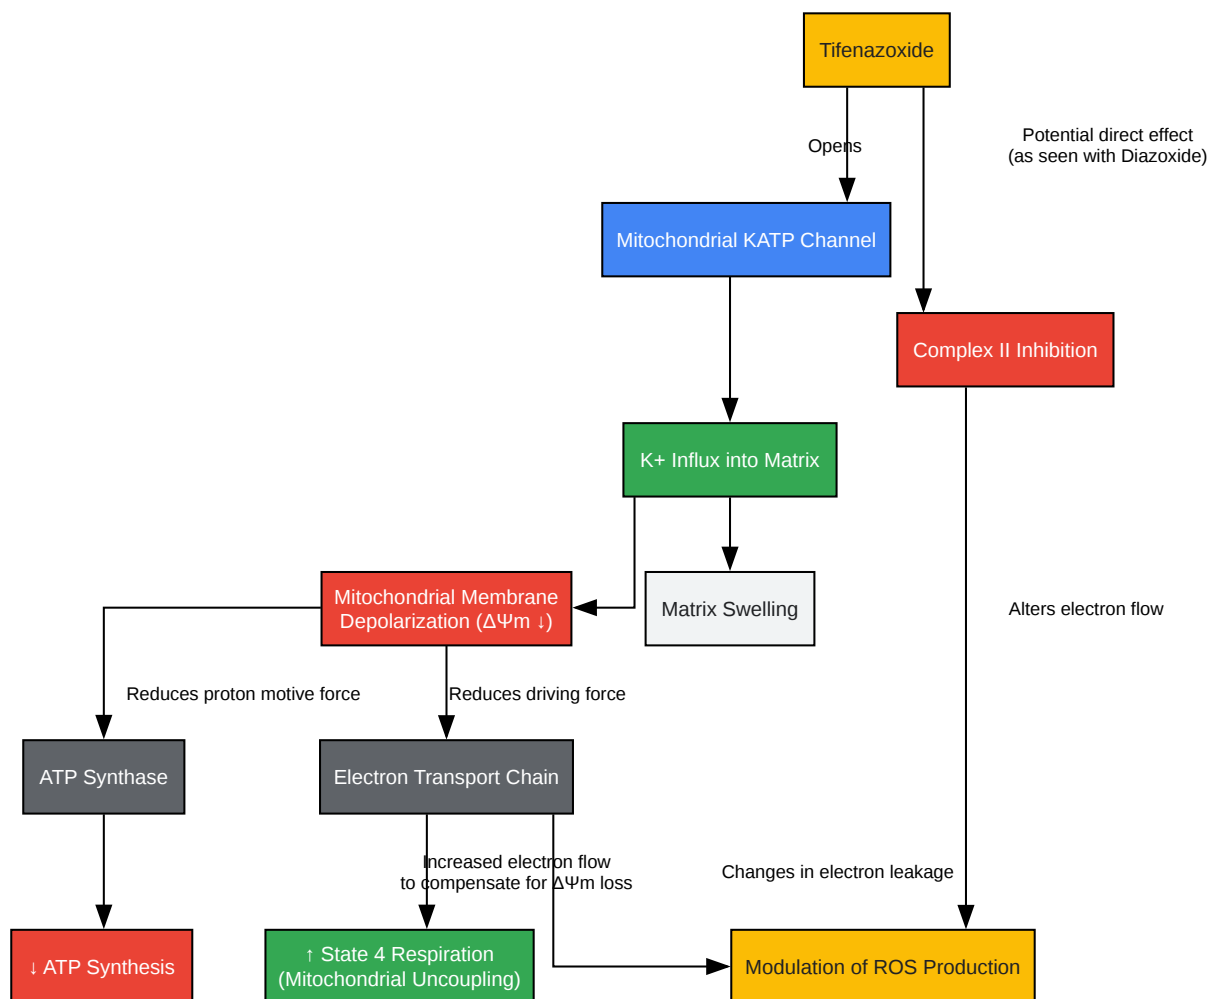 Tifenazoxide
Potential direct effect
(as seen with Diazoxide)
Opens
Mitochondrial KATP Channel
Complex II Inhibition
K+ Influx into Matrix
Mitochondrial Membrane
Depolarization (ΔΨm ↓)
Matrix Swelling
Alters electron flow
Reduces proton motive force
Reduces driving force
ATP Synthase
Electron Transport Chain
Increased electron flow
to compensate for ΔΨm loss
Changes in electron leakage
↓ ATP Synthesis
↑ State 4 Respiration
(Mitochondrial Uncoupling)
Modulation of ROS Production